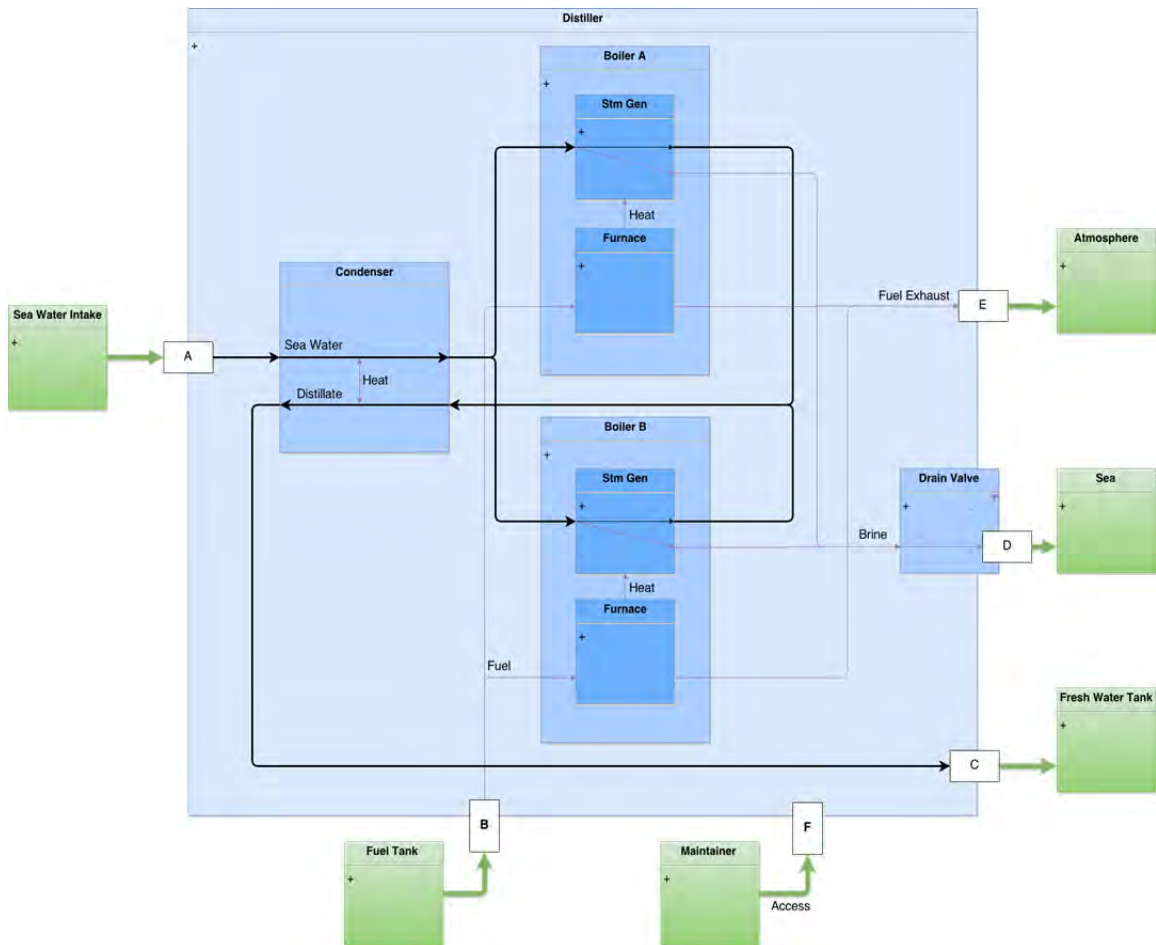 Distiller
+
Boiler A
+
Stm Gen
+
Heat
Furnace
+
Condenser
Sea Water
Heat
Distillate
Sea Water Intake
+
A
Fuel Exhaust
E
Atmosphere
+
Boiler B
+
Stm Gen
+
Heat
Furnace
+
Fuel
Brine
Drain Valve
+
D
Sea
+
Fresh Water Tank
+
C
B
F
Fuel Tank
+
Maintainer
+
Access